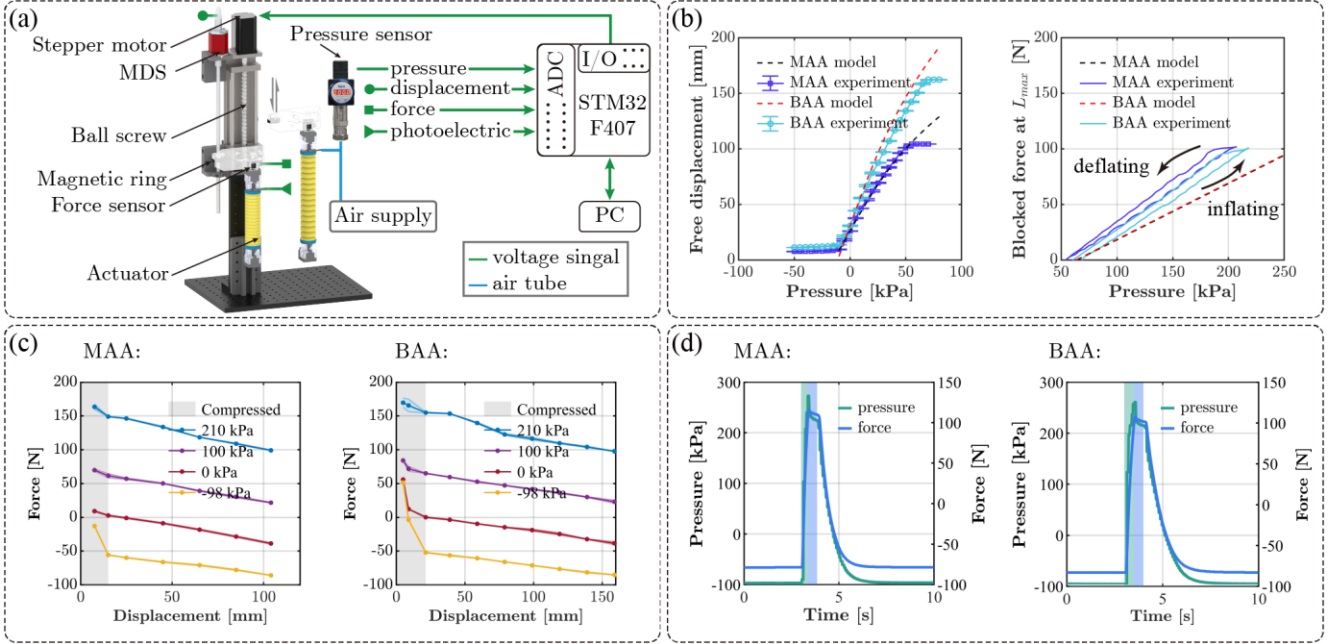 (a)
Stepper motor
MDS
Ball screw
Magnetic ring
Force sensor
Actuator
Pressure sensor
pressure
displacement
force
photoelectric
ADC
I/O
STM32
F407
PC
Air supply
voltage singal
air tube
(b)
Free displacement [mm]
200
150
100
50
0
-100
-50
0
50
100
Pressure [kPa]
MAA model
MAA experiment
BAA model
BAA experiment
Blocked force at Lmax [N]
200
150
100
50
0
50
100
150
200
250
Pressure [kPa]
MAA model
MAA experiment
BAA model
BAA experiment
deflating
inflating
(c)
MAA:
Force [N]
200
150
100
50
0
-50
-100
0
50
100
Displacement [mm]
Compressed
210 kPa
100 kPa
0 kPa
-98 kPa
BAA:
Force [N]
200
150
100
50
0
-50
-100
0
50
100
150
Displacement [mm]
Compressed
210 kPa
100 kPa
0 kPa
-98 kPa
(d)
MAA:
Pressure [kPa]
300
200
100
0
-100
0
5
10
Time [s]
150
100
50
0
-50
-100
Force [N]
pressure
force
BAA:
Pressure [kPa]
300
200
100
0
-100
0
5
10
Time [s]
150
100
50
0
-50
-100
Force [N]
pressure
force